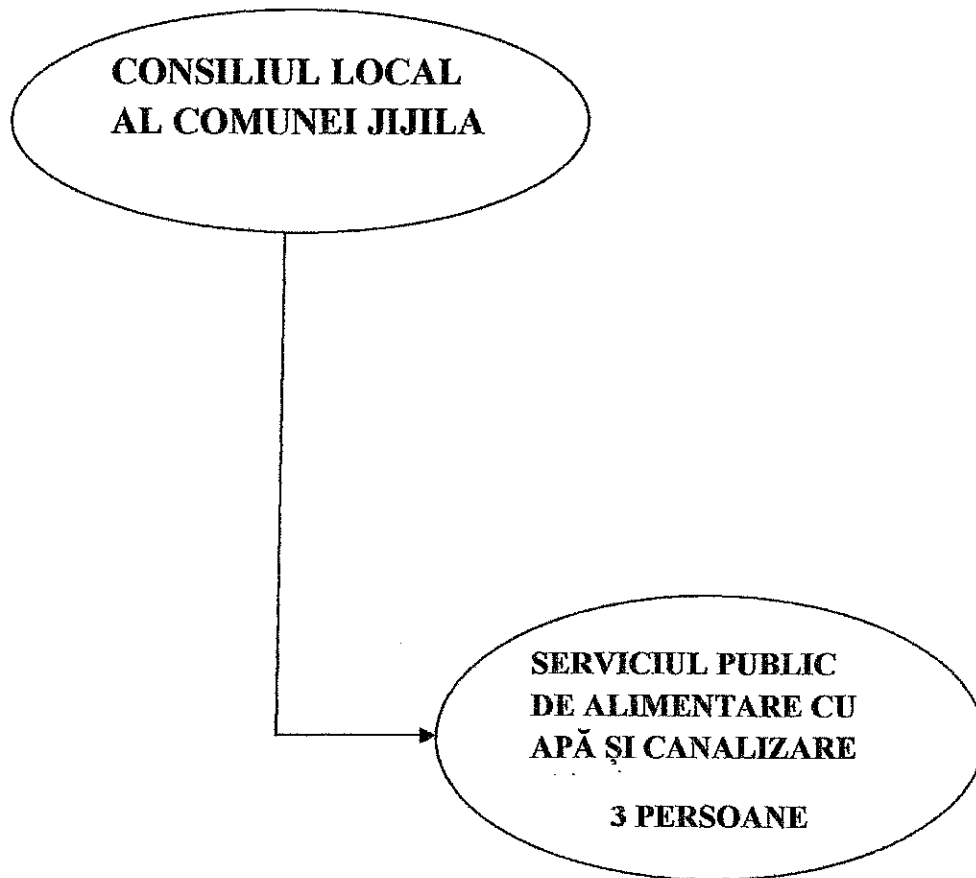 CONSILIUL LOCAL
AL COMUNEI JIJILA
SERVICIUL PUBLIC
DE ALIMENTARE CU
APĂ ȘI CANALIZARE
3 PERSOANE